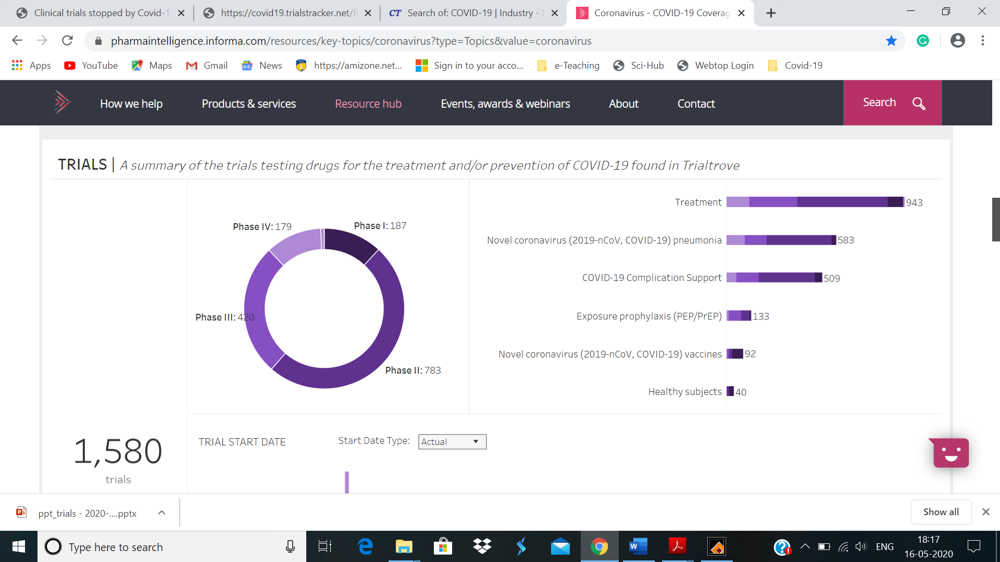 Clinical trials stopped by Covid-1
https://covid19.trialstracker.net/fi
CT Search of: COVID-19 | Industry - L
Coronavirus - COVID-19 Coverag
pharmaintelligence.informa.com/resources/key-topics/coronavirus?type=Topics&value=coronavirus
Apps YouTube Maps Gmail News https://amizone.net... Sign in to your acco... e-Teaching Sci-Hub Webtop Login Covid-19
How we help Products & services Resource hub Events, awards & webinars About Contact Search
TRIALS | A summary of the trials testing drugs for the treatment and/or prevention of COVID-19 found in Trialtrove
Phase IV: 179
Phase I: 187
Phase III: 420
Phase II: 783
Treatment 943
Novel coronavirus (2019-nCoV, COVID-19) pneumonia 583
COVID-19 Complication Support 509
Exposure prophylaxis (PEP/PrEP) 133
Novel coronavirus (2019-nCoV, COVID-19) vaccines 92
Healthy subjects 40
1,580
trials
TRIAL START DATE Start Date Type: Actual
ppt_trials - 2020-....pptx
Show all
Type here to search
ENG
18:17
16-05-2020